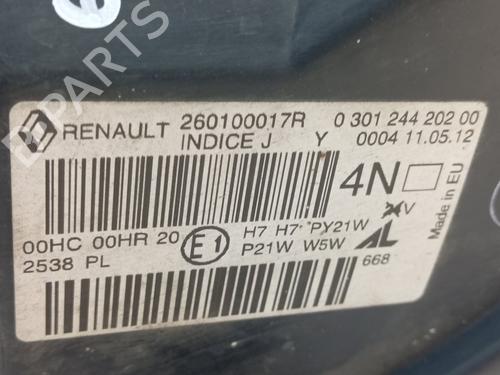 RENAULT 260100017R 0 301 244 202 00
INDICE J Y 0004 11.05.12
4N
Made in EU
00HC 00HR 20 E1 H7 H7 PY21W
2538 PL P21W W5W AL
668